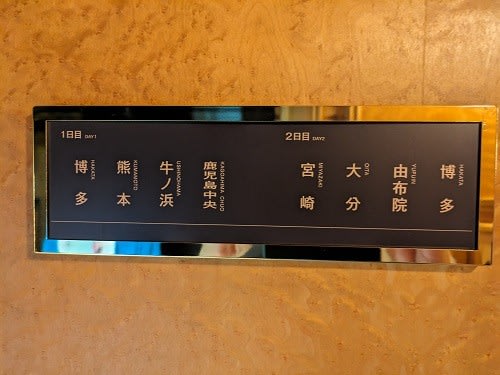 1日目 DAY1
博多 HAKATA
熊本 KUMAMOTO
牛ノ浜 USHINOHAMA
鹿児島中央 KAGOSHIMA CHUO
2日目 DAY2
宮崎 MIYAZAKI
大分 OITA
由布院 YUFUIN
博多 HAKATA